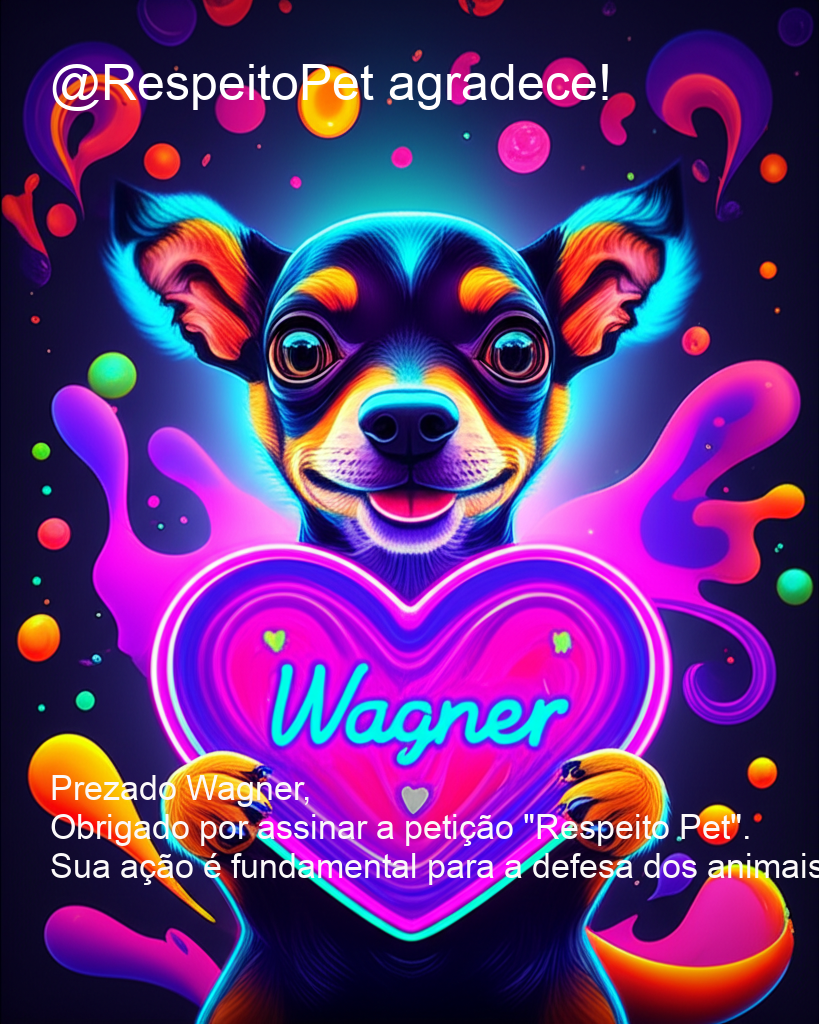 @RespeitoPet agradece!
Wagner
Prezado Wagner,
Obrigado por assinar a petição "Respeito Pet".
Sua ação é fundamental para a defesa dos animais